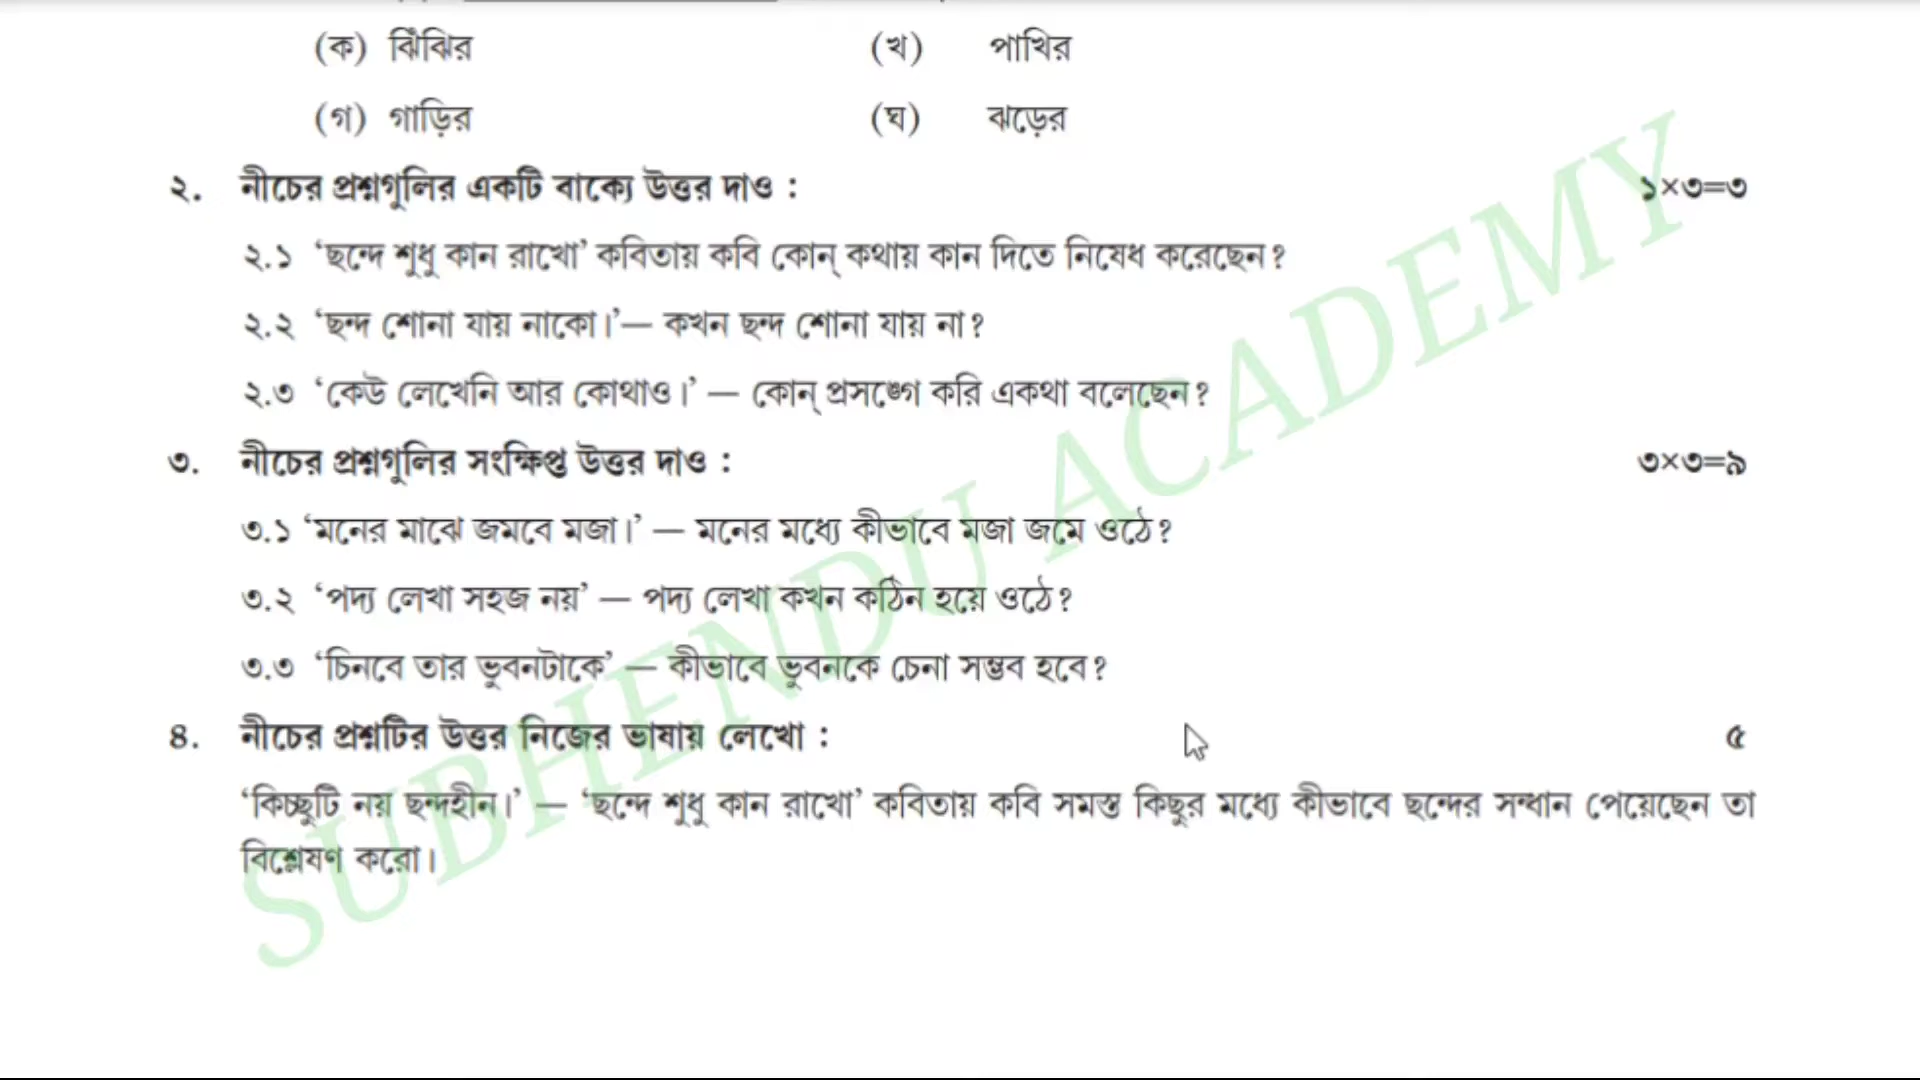 (ক) ঝিঁঝির (খ) পাখির
(গ) গাড়ির (ঘ) ঝড়ের
২. নীচের প্রশ্নগুলির একটি বাক্যে উত্তর দাও : ১×৩=৩
২.১ ‘ছন্দে শুধু কান রাখো’ কবিতায় কবি কোন্ কথায় কান দিতে নিষেধ করেছেন?
২.২ ‘ছন্দ শোনা যায় নাকো।’— কখন ছন্দ শোনা যায় না?
২.৩ ‘কেউ লেখেনি আর কোথাও।’ — কোন্ প্রসঙ্গে করি একথা বলেছেন?
৩. নীচের প্রশ্নগুলির সংক্ষিপ্ত উত্তর দাও : ৩×৩=৯
৩.১ ‘মনের মাঝে জমবে মজা।’ — মনের মধ্যে কীভাবে মজা জমে ওঠে?
৩.২ ‘পদ্য লেখা সহজ নয়’ — পদ্য লেখা কখন কঠিন হয়ে ওঠে?
৩.৩ ‘চিনবে তার ভুবনটাকে’ — কীভাবে ভুবনকে চেনা সম্ভব হবে?
৪. নীচের প্রশ্নটির উত্তর নিজের ভাষায় লেখো : ৫
‘কিচ্ছুটি নয় ছন্দহীন।’ — ‘ছন্দে শুধু কান রাখো’ কবিতায় কবি সমস্ত কিছুর মধ্যে কীভাবে ছন্দের সন্ধান পেয়েছেন তা
বিশ্লেষণ করো।
SUBHENDU ACADEMY